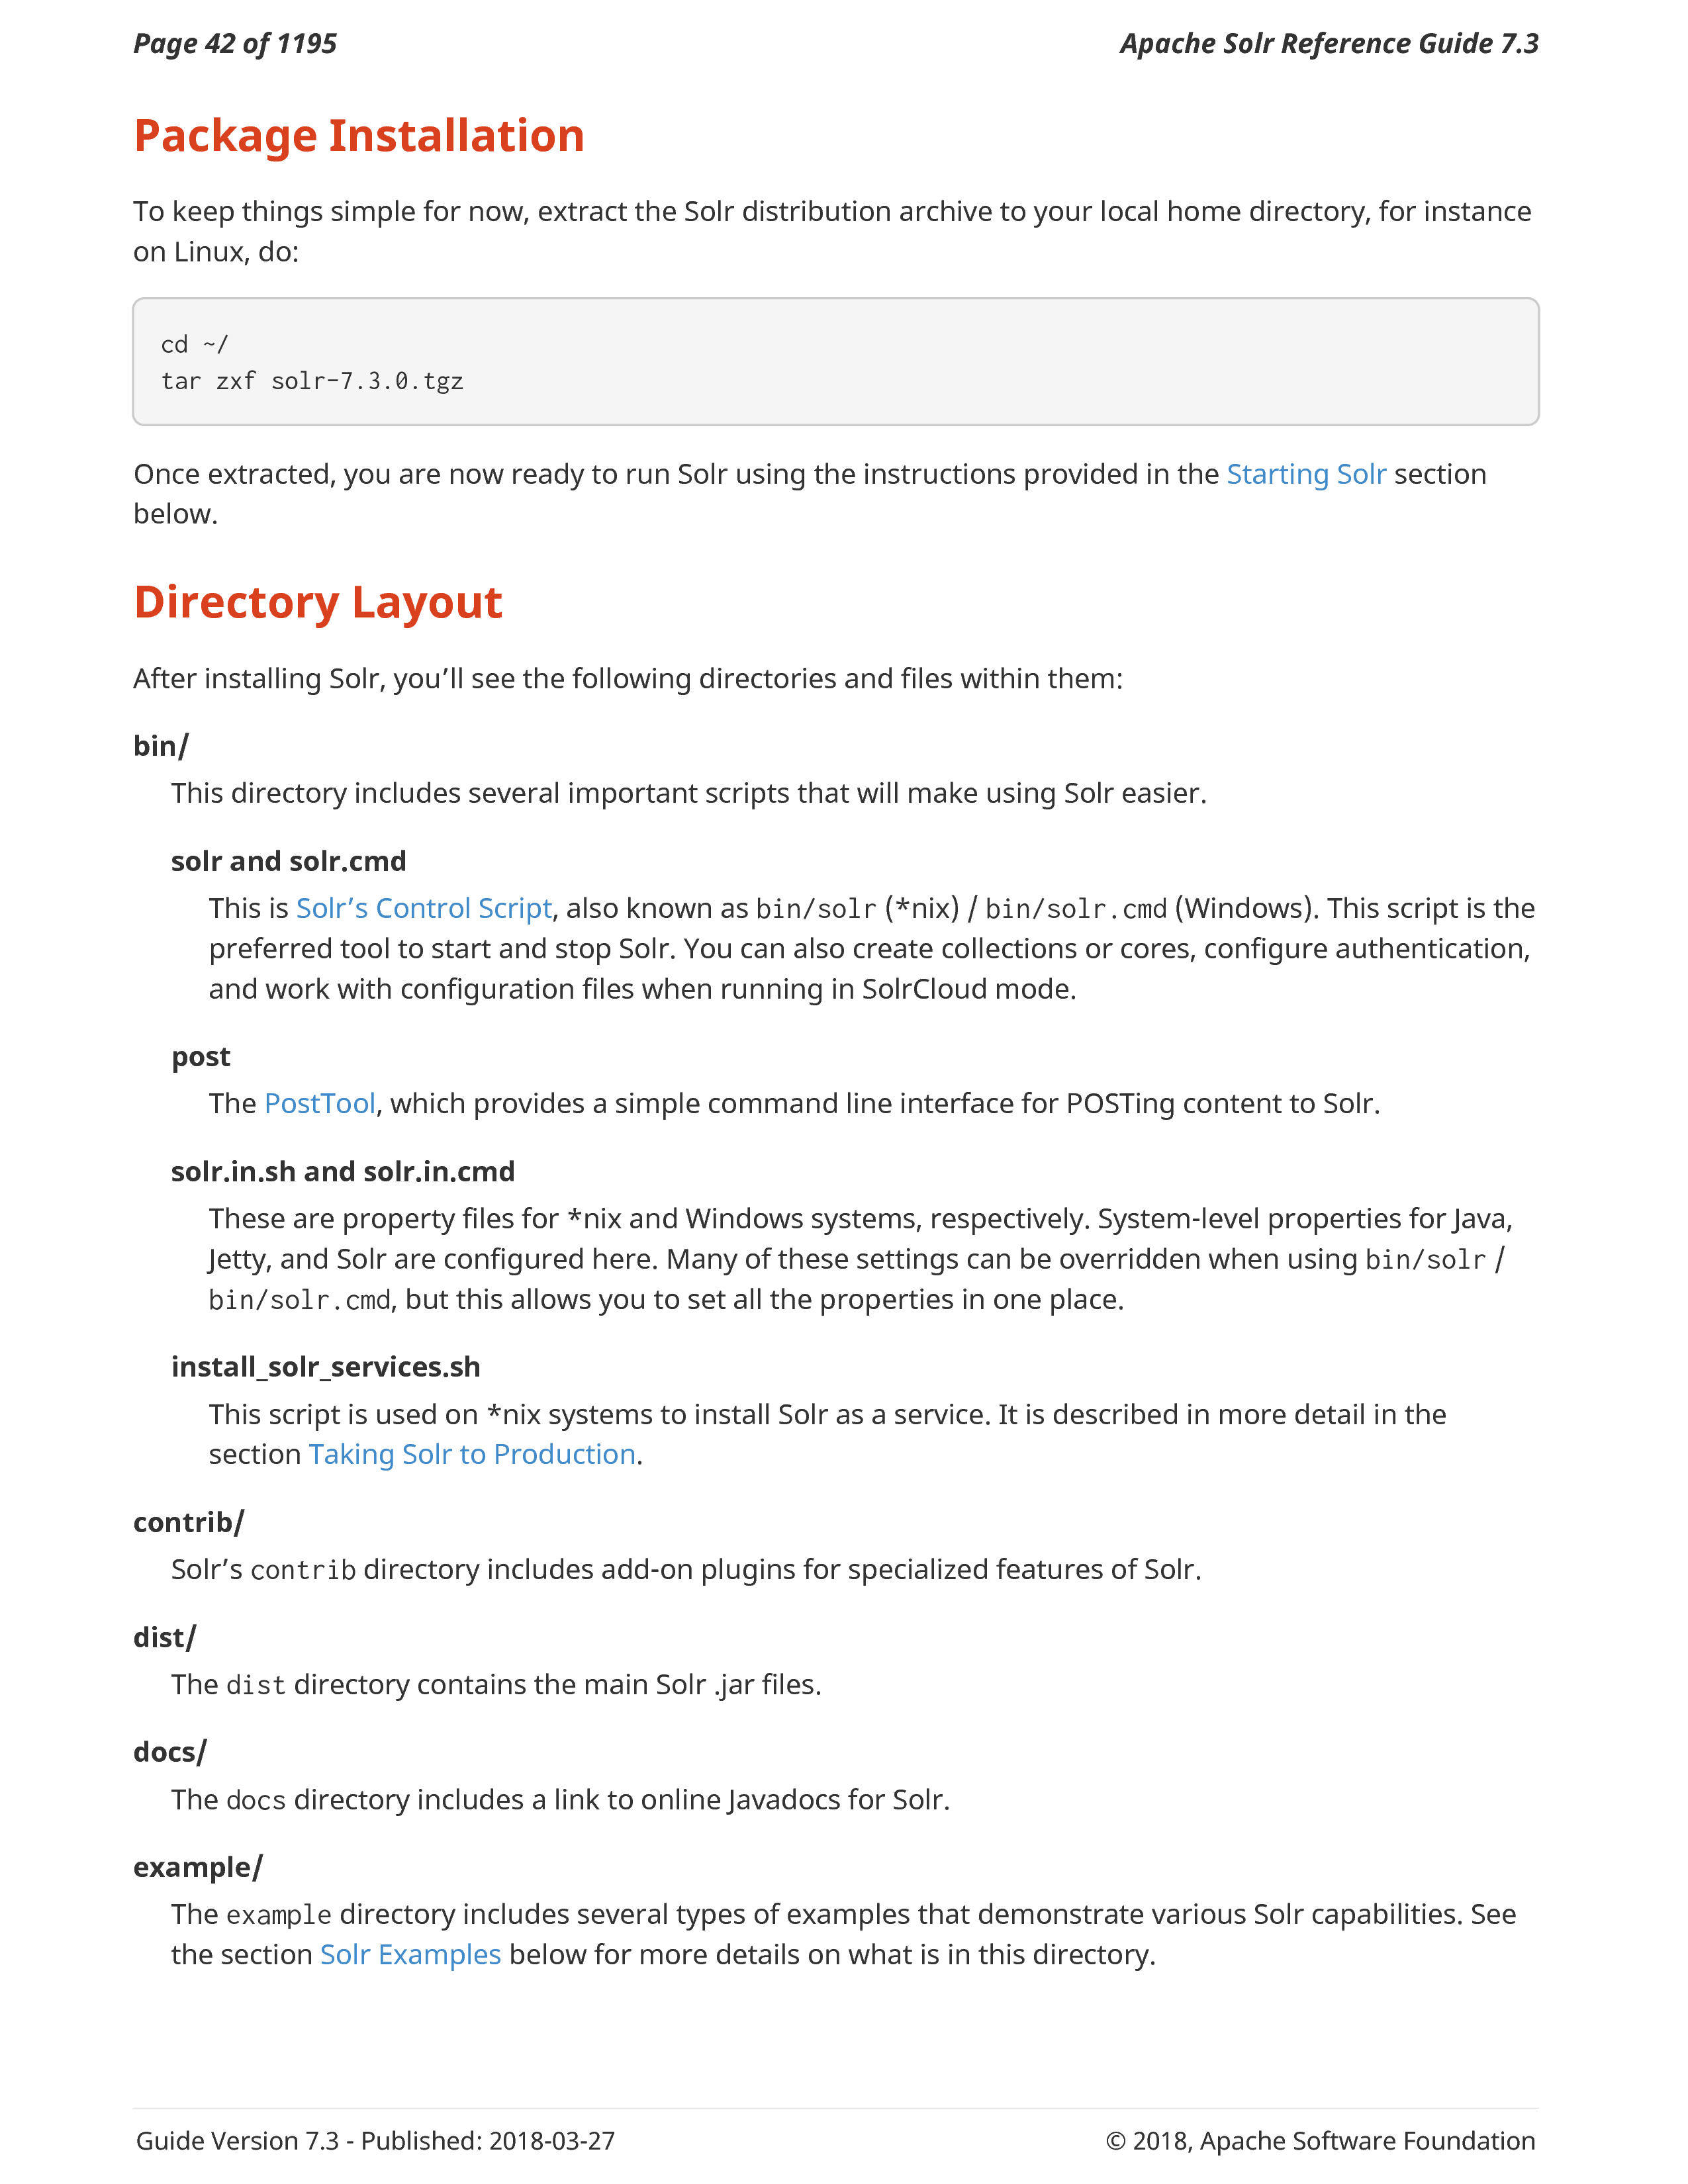 Page 42 of 1195
Apache Solr Reference Guide 7.3
Package Installation
To keep things simple for now, extract the Solr distribution archive to your local home directory, for instance
on Linux, do:
cd ~/
tar zxf solr-7.3.0.tgz
Once extracted, you are now ready to run Solr using the instructions provided in the Starting Solr section
below.
Directory Layout
After installing Solr, you’ll see the following directories and files within them:
bin/
This directory includes several important scripts that will make using Solr easier.
solr and solr.cmd
This is Solr’s Control Script, also known as bin/solr (*nix) / bin/solr.cmd (Windows). This script is the
preferred tool to start and stop Solr. You can also create collections or cores, configure authentication,
and work with configuration files when running in SolrCloud mode.
post
The PostTool, which provides a simple command line interface for POSTing content to Solr.
solr.in.sh and solr.in.cmd
These are property files for *nix and Windows systems, respectively. System-level properties for Java,
Jetty, and Solr are configured here. Many of these settings can be overridden when using bin/solr /
bin/solr.cmd, but this allows you to set all the properties in one place.
install_solr_services.sh
This script is used on *nix systems to install Solr as a service. It is described in more detail in the
section Taking Solr to Production.
contrib/
Solr’s contrib directory includes add-on plugins for specialized features of Solr.
dist/
The dist directory contains the main Solr .jar files.
docs/
The docs directory includes a link to online Javadocs for Solr.
example/
The example directory includes several types of examples that demonstrate various Solr capabilities. See
the section Solr Examples below for more details on what is in this directory.
Guide Version 7.3 - Published: 2018-03-27
© 2018, Apache Software Foundation